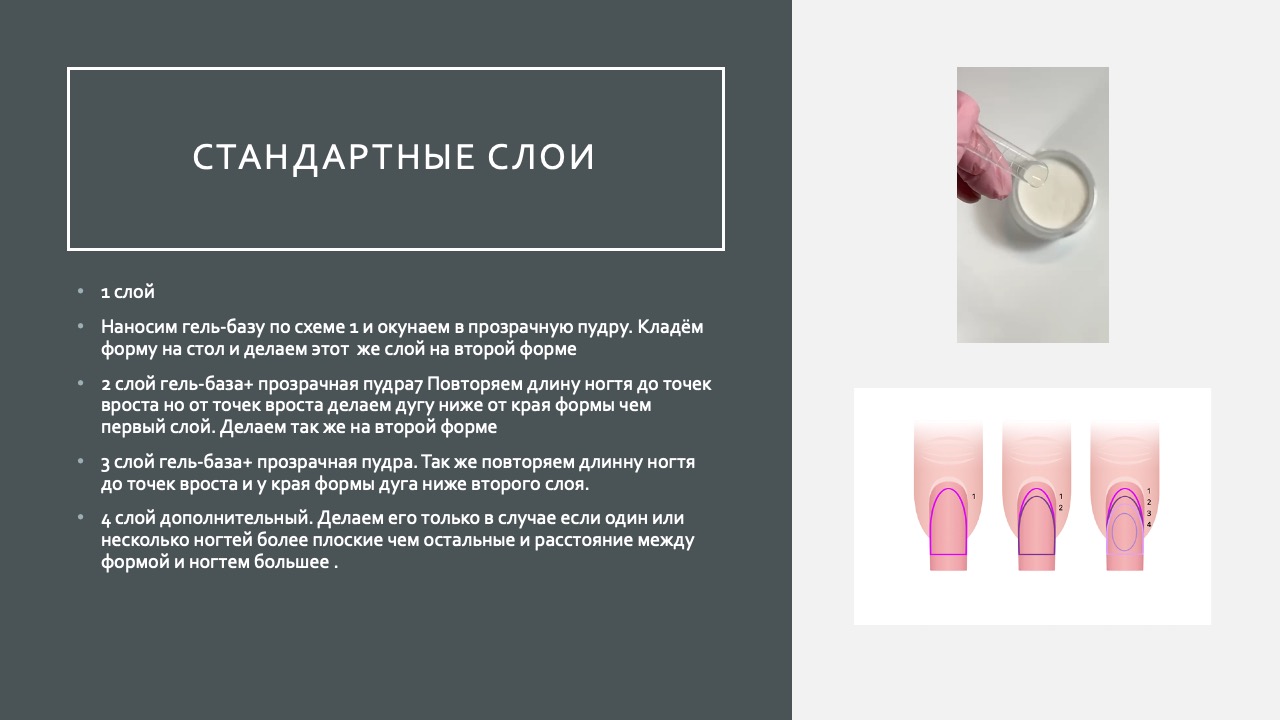 СТАНДАРТНЫЕ СЛОИ
• 1 слой
• Наносим гель-базу по схеме 1 и окунаем в прозрачную пудру. Кладём
форму на стол и делаем этот  же слой на второй форме
• 2 слой гель-база+ прозрачная пудра7 Повторяем длину ногтя до точек
вроста но от точек вроста делаем дугу ниже от края формы чем
первый слой. Делаем так же на второй форме
• 3 слой гель-база+ прозрачная пудра. Так же повторяем длинну ногтя
до точек вроста и у края формы дуга ниже второго слоя.
• 4 слой дополнительный. Делаем его только в случае если один или
несколько ногтей более плоские чем остальные и расстояние между
формой и ногтем большее .
1
1
2
1
2
3
4